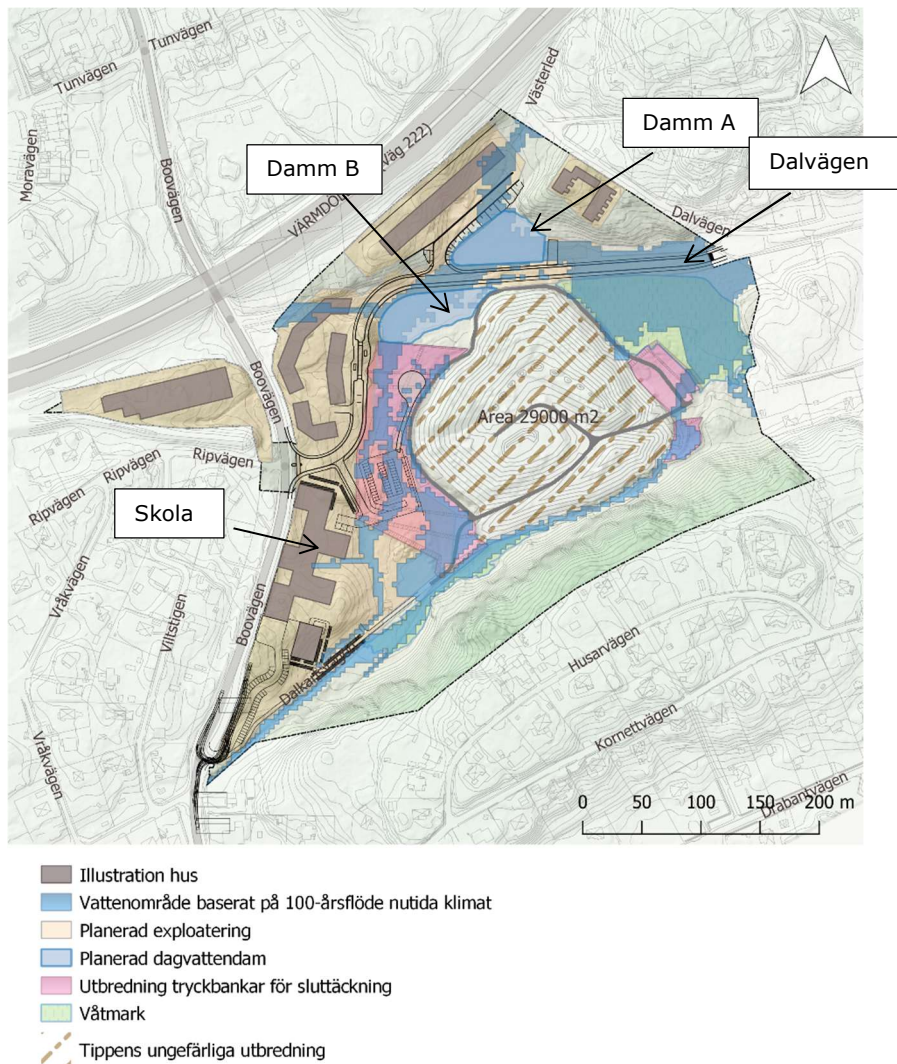 Tunvägen
Tunvägen
Moravägen
Boovägen
Västerled
Damm A
Damm B
Dalvägen
(Väg 222)
Dalvägen
Boovägen
Area 29000 m2
Ripvägen
Ripvägen
Ripvägen
Skola
Vråkvägen
Viltstigen
Boovägen
Husarvägen
Kornettvägen
Vråkvägen
Drabantvägen
0 50 100 150 200 m
Illustration hus
Vattenområde baserat på 100-årsflöde nutida klimat
Planerad exploatering
Planerad dagvattendam
Utbredning tryckbankar för sluttäckning
Våtmark
Tippens ungefärliga utbredning